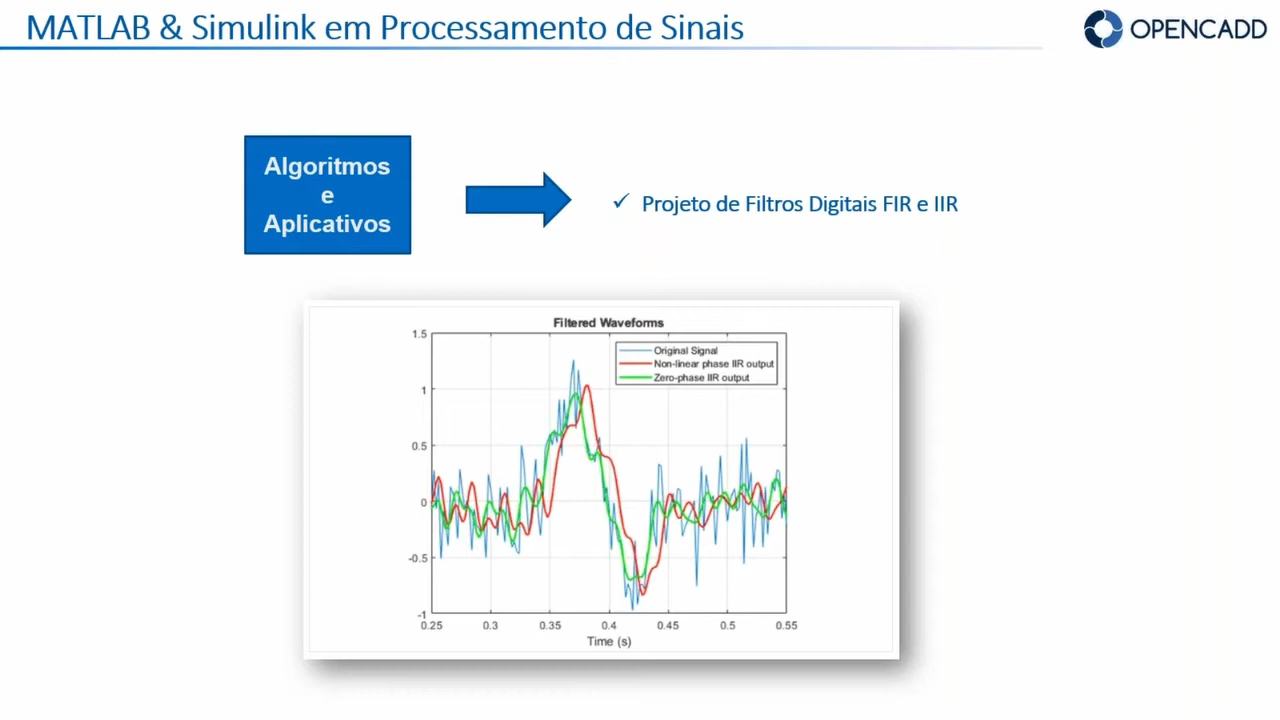 MATLAB & Simulink em Processamento de Sinais
OPENCADD
Algoritmos
e
Aplicativos
✓ Projeto de Filtros Digitais FIR e IIR
Filtered Waveforms
Original Signal
Non-linear phase IIR output
Zero-phase IIR output
1.5
1
0.5
0
-0.5
-1
0.25 0.3 0.35 0.4 0.45 0.5 0.55
Time (s)